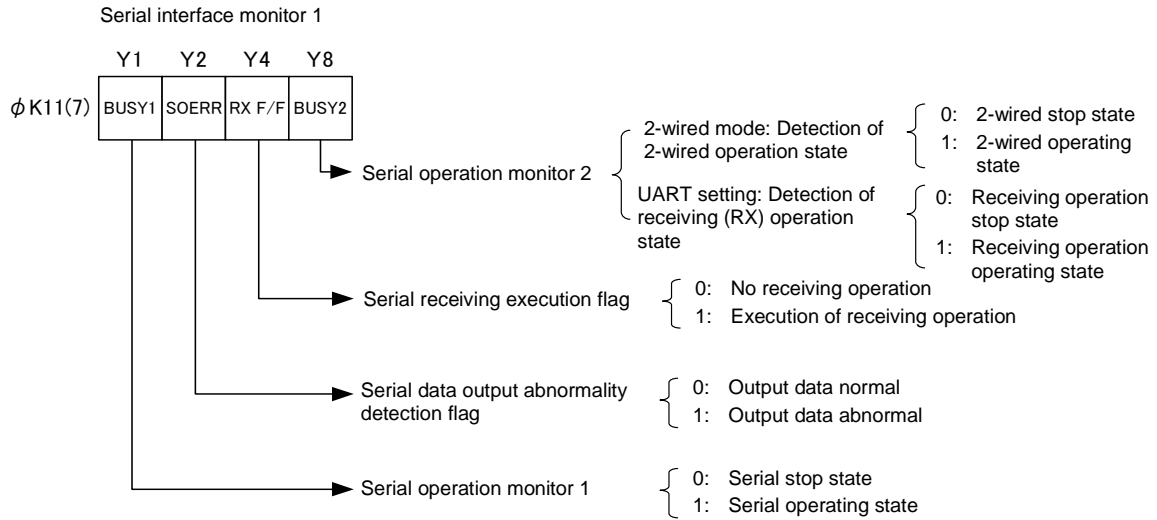 Serial interface monitor 1
Y1 Y2 Y4 Y8
ϕK11(7) BUSY1 SOERR RX F/F BUSY2
Serial operation monitor 2
2-wired mode: Detection of
2-wired operation state
0: 2-wired stop state
1: 2-wired operating
state
UART setting: Detection of
receiving (RX) operation
state
0: Receiving operation
stop state
1: Receiving operation
operating state
Serial receiving execution flag
0: No receiving operation
1: Execution of receiving operation
Serial data output abnormality
detection flag
0: Output data normal
1: Output data abnormal
Serial operation monitor 1
0: Serial stop state
1: Serial operating state